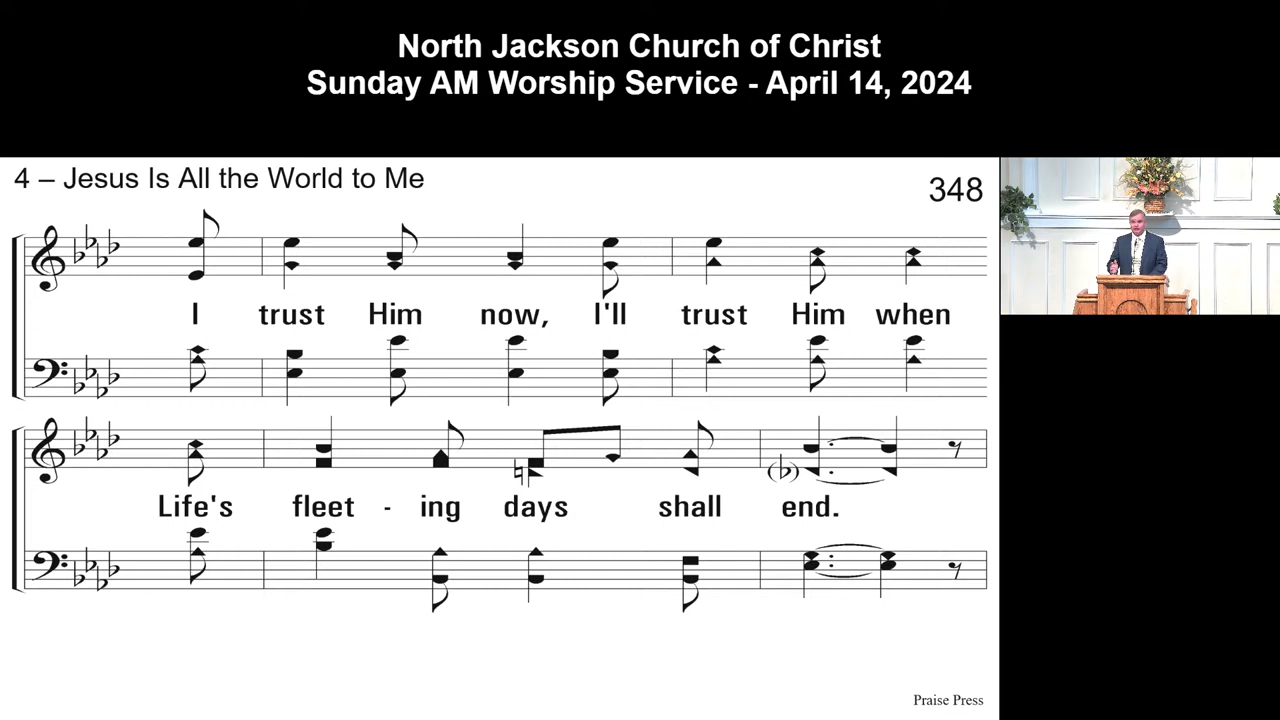 North Jackson Church of Christ
Sunday AM Worship Service - April 14, 2024
4 – Jesus Is All the World to Me
348
I trust Him now, I'll trust Him when
Life's fleet - ing days shall end.
Praise Press